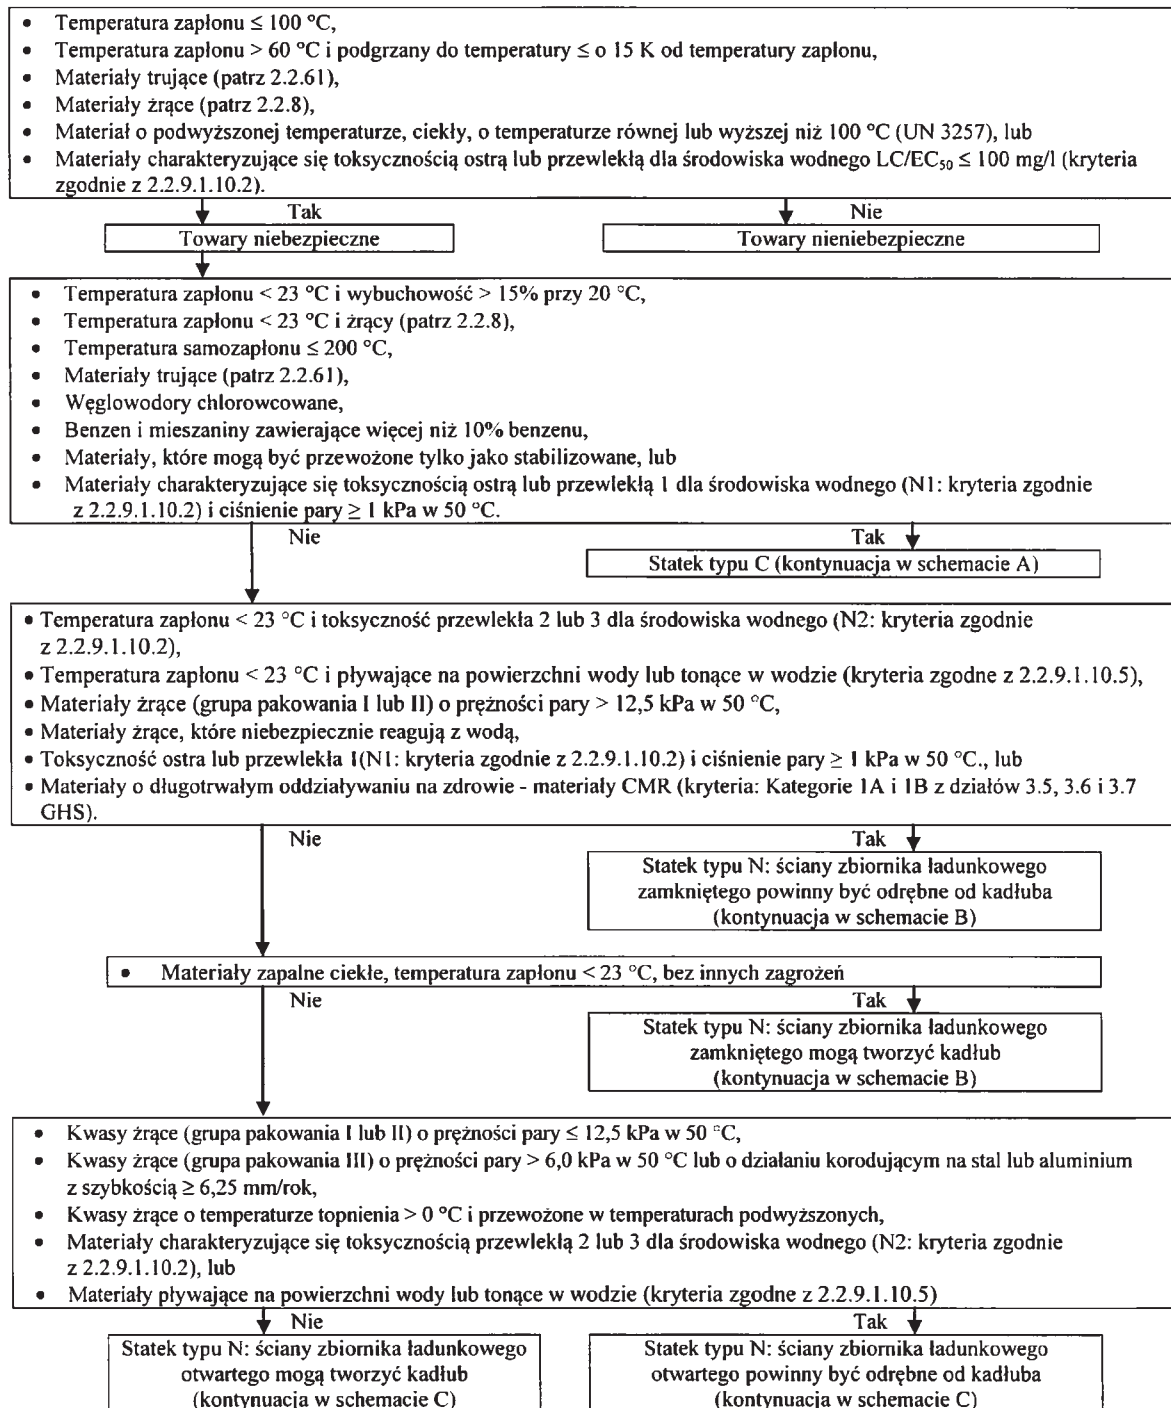 • Temperatura zapłonu ≤ 100 °C,
• Temperatura zapłonu > 60 °C i podgrzany do temperatury ≤ o 15 K od temperatury zapłonu,
• Materiały trujące (patrz 2.2.61),
• Materiały żrące (patrz 2.2.8),
• Materiał o podwyższonej temperaturze, ciekły, o temperaturze równej lub wyższej niż 100 °C (UN 3257), lub
• Materiały charakteryzujące się toksycznością ostrą lub przewlekłą dla środowiska wodnego LC/EC₅₀ ≤ 100 mg/l (kryteria
zgodnie z 2.2.9.1.10.2).
Tak Nie
Towary niebezpieczne Towary nieniebezpieczne
• Temperatura zapłonu < 23 °C i wybuchowość > 15% przy 20 °C,
• Temperatura zapłonu < 23 °C i żrący (patrz 2.2.8),
• Temperatura samozapłonu ≤ 200 °C,
• Materiały trujące (patrz 2.2.61),
• Węglowodory chlorowcowane,
• Benzen i mieszaniny zawierające więcej niż 10% benzenu,
• Materiały, które mogą być przewożone tylko jako stabilizowane, lub
• Materiały charakteryzujące się toksycznością ostrą lub przewlekłą 1 dla środowiska wodnego (N1: kryteria zgodnie
z 2.2.9.1.10.2) i ciśnienie pary ≥ 1 kPa w 50 °C.
Nie Tak
Statek typu C (kontynuacja w schemacie A)
• Temperatura zapłonu < 23 °C i toksyczność przewlekła 2 lub 3 dla środowiska wodnego (N2: kryteria zgodnie
z 2.2.9.1.10.2),
• Temperatura zapłonu < 23 °C i pływające na powierzchni wody lub tonące w wodzie (kryteria zgodne z 2.2.9.1.10.5),
• Materiały żrące (grupa pakowania I lub II) o prężności pary > 12,5 kPa w 50 °C,
• Materiały żrące, które niebezpiecznie reagują z wodą,
• Toksyczność ostra lub przewlekła 1(N1: kryteria zgodnie z 2.2.9.1.10.2) i ciśnienie pary ≥ 1 kPa w 50 °C., lub
• Materiały o długotrwałym oddziaływaniu na zdrowie - materiały CMR (kryteria: Kategorie 1A i 1B z działów 3.5, 3.6 i 3.7
GHS).
Nie Tak
Statek typu N: ściany zbiornika ładunkowego
zamkniętego powinny być odrębne od kadłuba
(kontynuacja w schemacie B)
• Materiały zapalne ciekłe, temperatura zapłonu < 23 °C, bez innych zagrożeń
Nie Tak
Statek typu N: ściany zbiornika ładunkowego
zamkniętego mogą tworzyć kadłub
(kontynuacja w schemacie B)
• Kwasy żrące (grupa pakowania I lub II) o prężności pary ≤ 12,5 kPa w 50 °C,
• Kwasy żrące (grupa pakowania III) o prężności pary > 6,0 kPa w 50 °C lub o działaniu korodującym na stal lub aluminium
z szybkością ≥ 6,25 mm/rok,
• Kwasy żrące o temperaturze topnienia > 0 °C i przewożone w temperaturach podwyższonych,
• Materiały charakteryzujące się toksycznością przewlekłą 2 lub 3 dla środowiska wodnego (N2: kryteria zgodnie
z 2.2.9.1.10.2), lub
• Materiały pływające na powierzchni wody lub tonące w wodzie (kryteria zgodne z 2.2.9.1.10.5)
Nie Tak
Statek typu N: ściany zbiornika ładunkowego
otwartego mogą tworzyć kadłub
(kontynuacja w schemacie C)
Statek typu N: ściany zbiornika ładunkowego
otwartego powinny być odrębne od kadłuba
(kontynuacja w schemacie C)